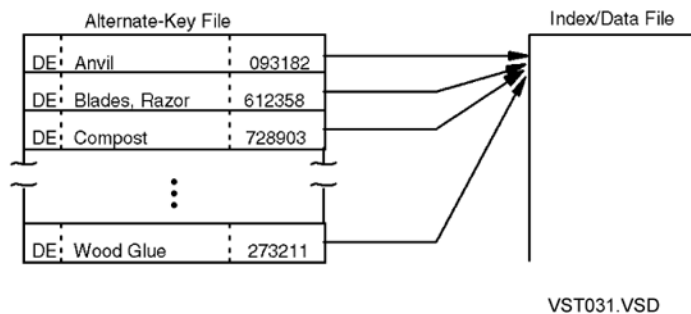 Alternate-Key File
Index/Data File
DE Anvil 093182
DE Blades, Razor 612358
DE Compost 728903
DE Wood Glue 273211
VST031.VSD